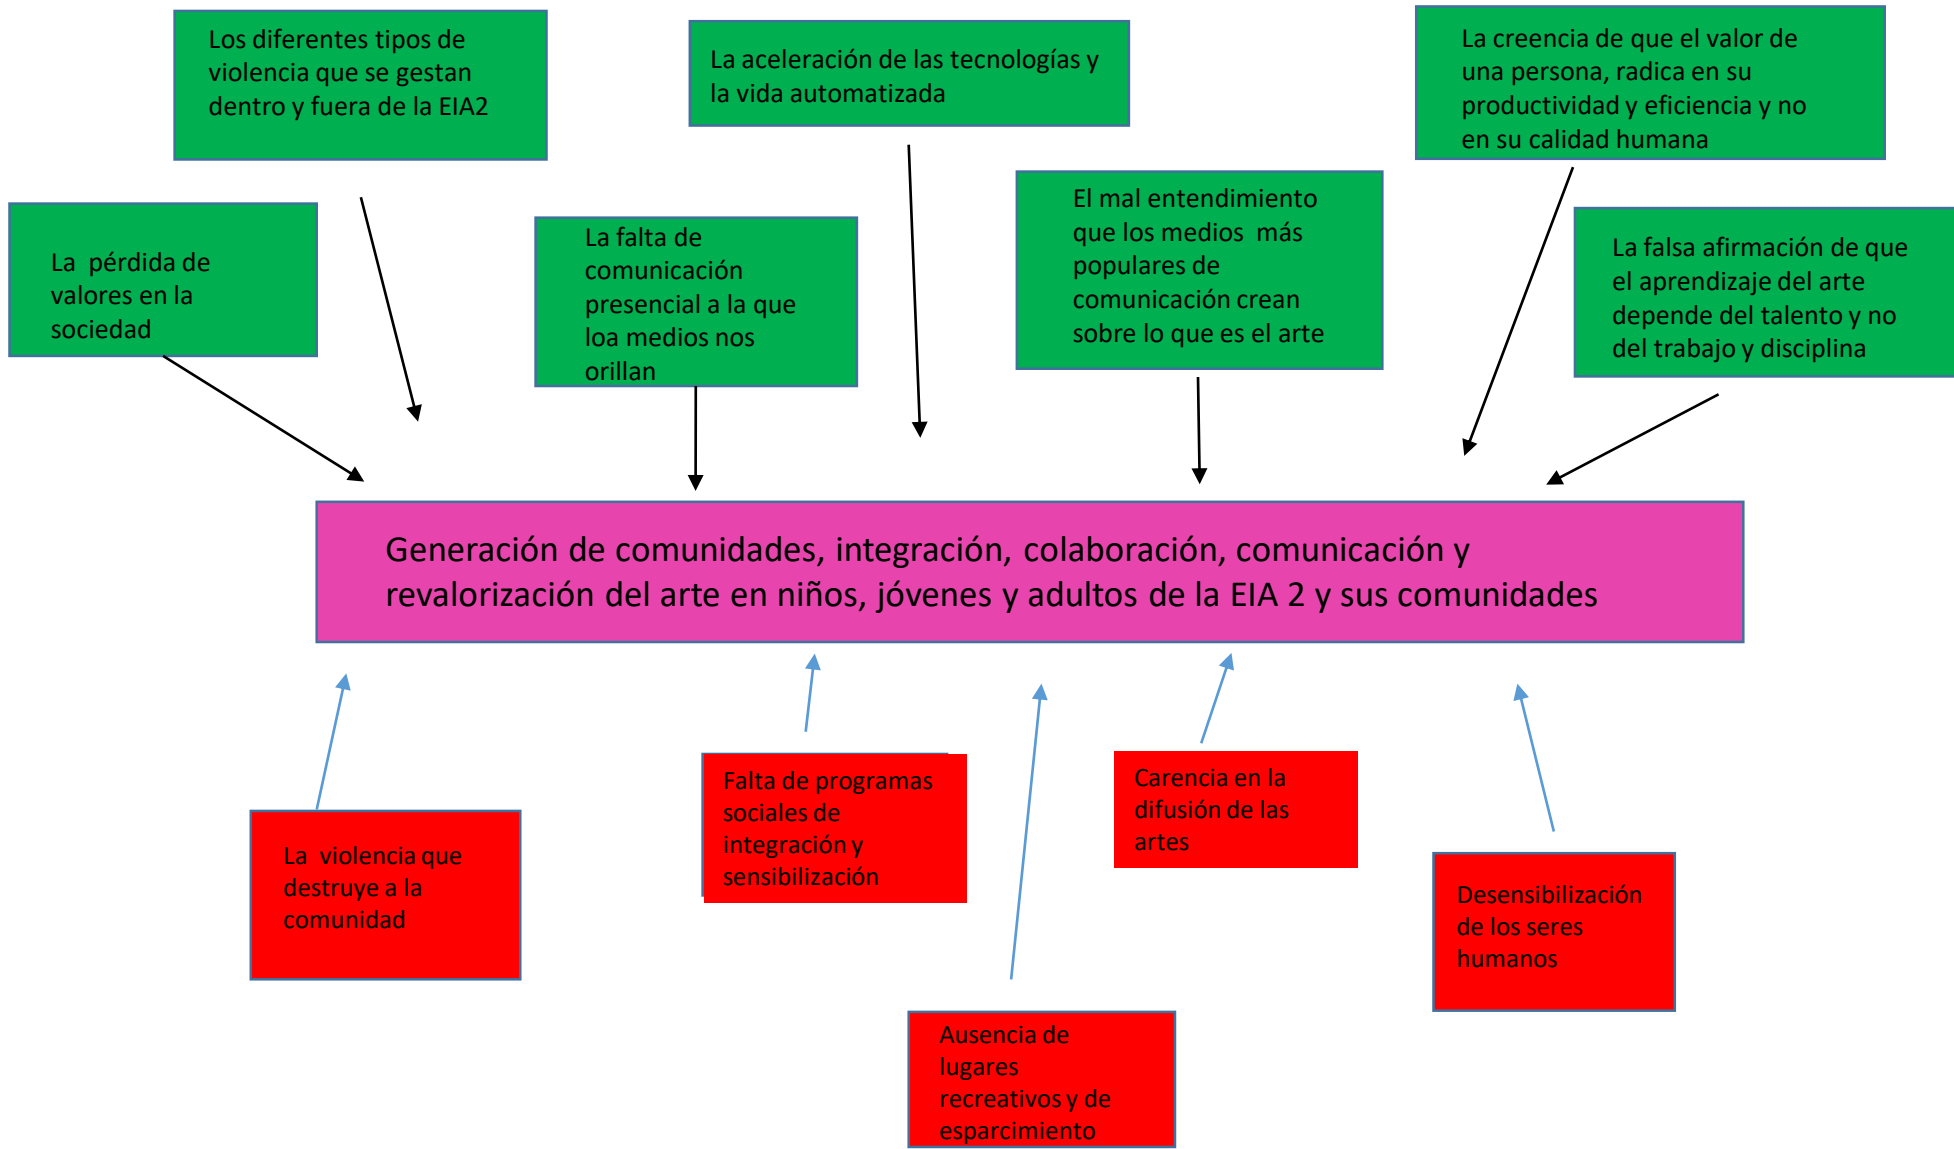 Los diferentes tipos de
violencia que se gestan
dentro y fuera de la EIA2
La aceleración de las tecnologías y
la vida automatizada
La creencia de que el valor de
una persona, radica en su
productividad y eficiencia y no
en su calidad humana
La pérdida de
valores en la
sociedad
La falta de
comunicación
presencial a la que
loa medios nos
orillan
El mal entendimiento
que los medios más
populares de
comunicación crean
sobre lo que es el arte
La falsa afirmación de que
el aprendizaje del arte
depende del talento y no
del trabajo y disciplina
Generación de comunidades, integración, colaboración, comunicación y
revalorización del arte en niños, jóvenes y adultos de la EIA 2 y sus comunidades
La violencia que
destruye a la
comunidad
Falta de programas
sociales de
integración y
sensibilización
Ausencia de
lugares
recreativos y de
esparcimiento
Carencia en la
difusión de las
artes
Desensibilización
de los seres
humanos